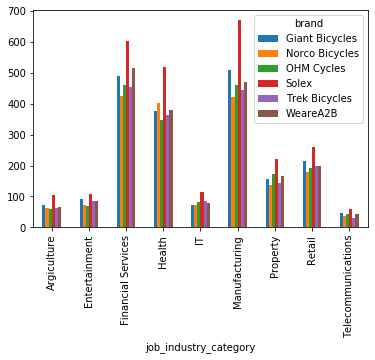 700
600
500
400
300
200
100
0
brand
Giant Bicycles
Norco Bicycles
OHM Cycles
Solex
Trek Bicycles
WeareA2B
Argiculture
Entertainment
Financial Services
Health
IT
Manufacturing
Property
Retail
Telecommunications
job_industry_category